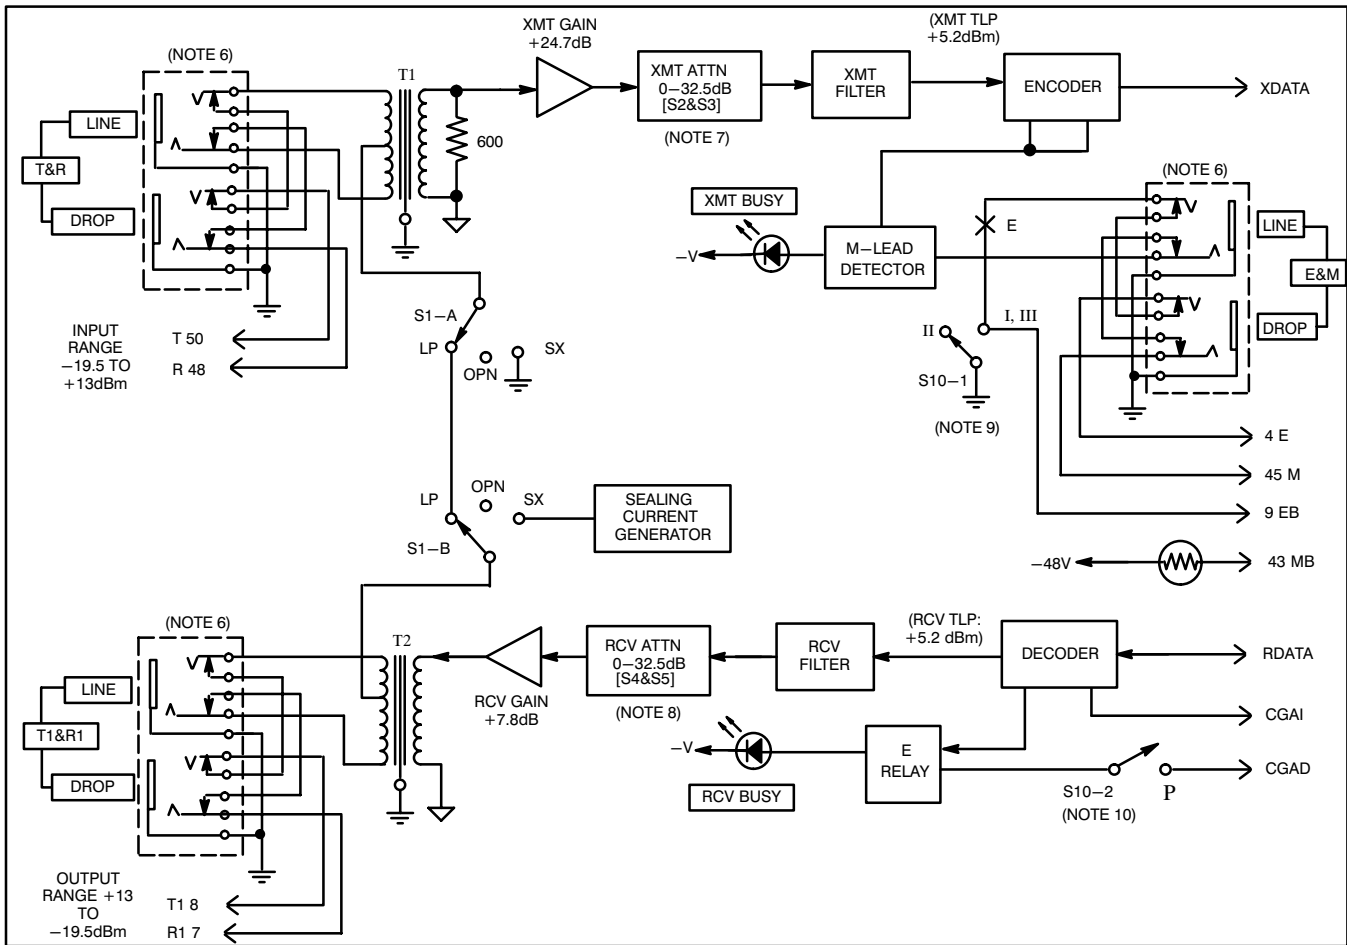 XMT GAIN
+24.7dB
(XMT TLP
+5.2dBm)
(NOTE 6)
T1
LINE
T&R
DROP
V
V
600
XMT ATTN
0−32.5dB
[S2&S3]
(NOTE 7)
XMT
FILTER
ENCODER
XDATA
(NOTE 6)
XMT BUSY
−V
M−LEAD
DETECTOR
E
V
V
LINE
E&M
DROP
INPUT
RANGE
−19.5 TO
+13dBm
T 50
R 48
S1−A
LP
OPN
SX
II
I, III
S10−1
(NOTE 9)
4 E
45 M
9 EB
−48V
43 MB
LP
OPN
SX
S1−B
SEALING
CURRENT
GENERATOR
(NOTE 6)
T2
LINE
T1&R1
DROP
V
V
RCV GAIN
+7.8dB
RCV ATTN
0−32.5dB
[S4&S5]
(NOTE 8)
RCV
FILTER
(RCV TLP:
+5.2 dBm)
DECODER
RDATA
CGAI
−V
RCV BUSY
E
RELAY
S10−2
(NOTE 10)
P
CGAD
OUTPUT
RANGE +13
TO
−19.5dBm
T1 8
R1 7